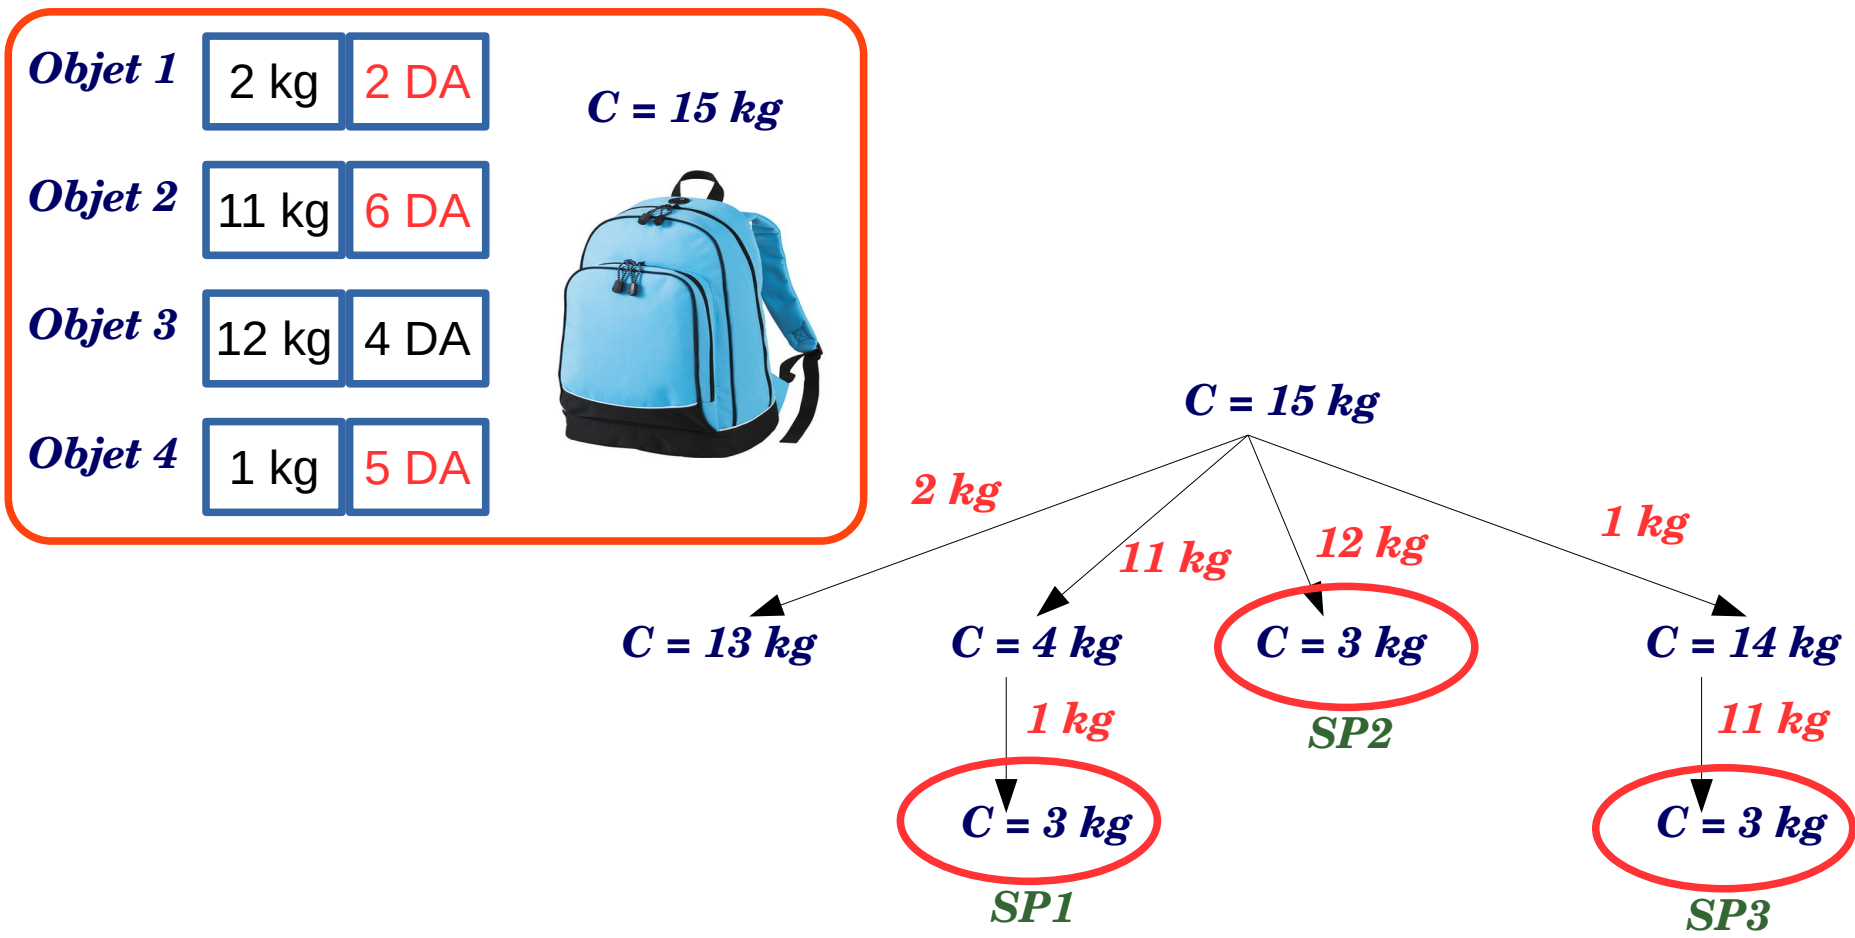 Objet 1 2 kg 2 DA
C = 15 kg
Objet 2 11 kg 6 DA
Objet 3 12 kg 4 DA
Objet 4 1 kg 5 DA
C = 15 kg
2 kg
11 kg
12 kg
1 kg
C = 13 kg
C = 4 kg
C = 3 kg
C = 14 kg
1 kg
SP2
11 kg
C = 3 kg
C = 3 kg
SP1
SP3